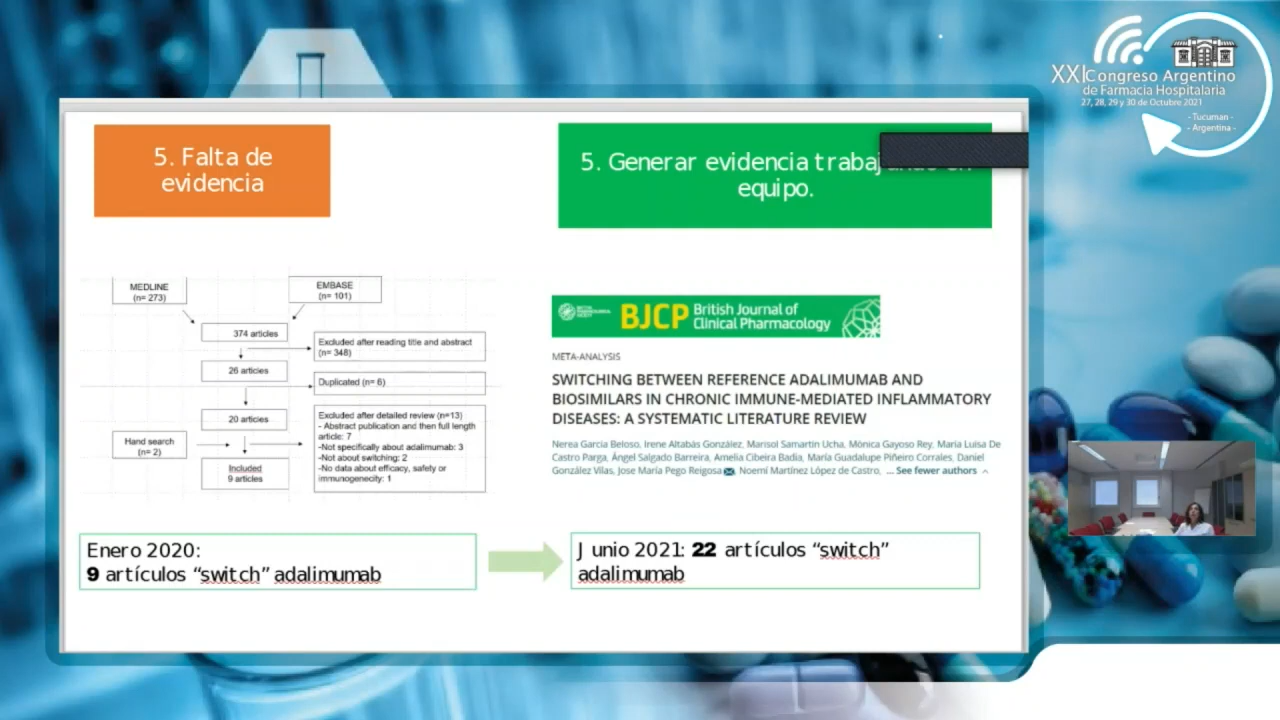 XXI Congreso Argentino
de Farmacia Hospitalaria
27, 28, 29 y 30 de Octubre 2021
- Tucuman -
- Argentina -
5. Falta de
evidencia
5. Generar evidencia trabajando en
equipo.
MEDLINE
(n= 273)
EMBASE
(n= 101)
374 articles
Excluded after reading title and abstract
(n= 348)
26 articles
Duplicated (n= 6)
20 articles
Excluded after detailed review (n=13)
- Abstract publication and then full length
article: 7
-Not specifically about adalimumab: 3
-Not about switching: 2
-No data about efficacy, safety or
immunogenecity: 1
Hand search
(n= 2)
Included
9 articles
BJCP British Journal of
Clinical Pharmacology
META-ANALYSIS
SWITCHING BETWEEN REFERENCE ADALIMUMAB AND
BIOSIMILARS IN CHRONIC IMMUNE-MEDIATED INFLAMMATORY
DISEASES: A SYSTEMATIC LITERATURE REVIEW
Nerea García Beloso, Irene Altabás González, Marisol Samartín Ucha, Mónica Gayoso Rey, María Luisa De
Castro Parga, Ángel Salgado Barreira, Amelia Cibeira Badia, María Guadalupe Piñeiro Corrales, Daniel
González Vilas, Jose María Pego Reigosa, Noemí Martínez López de Castro, ... See fewer authors
Enero 2020:
9 artículos “switch” adalimumab
Junio 2021: 22 artículos “switch”
adalimumab